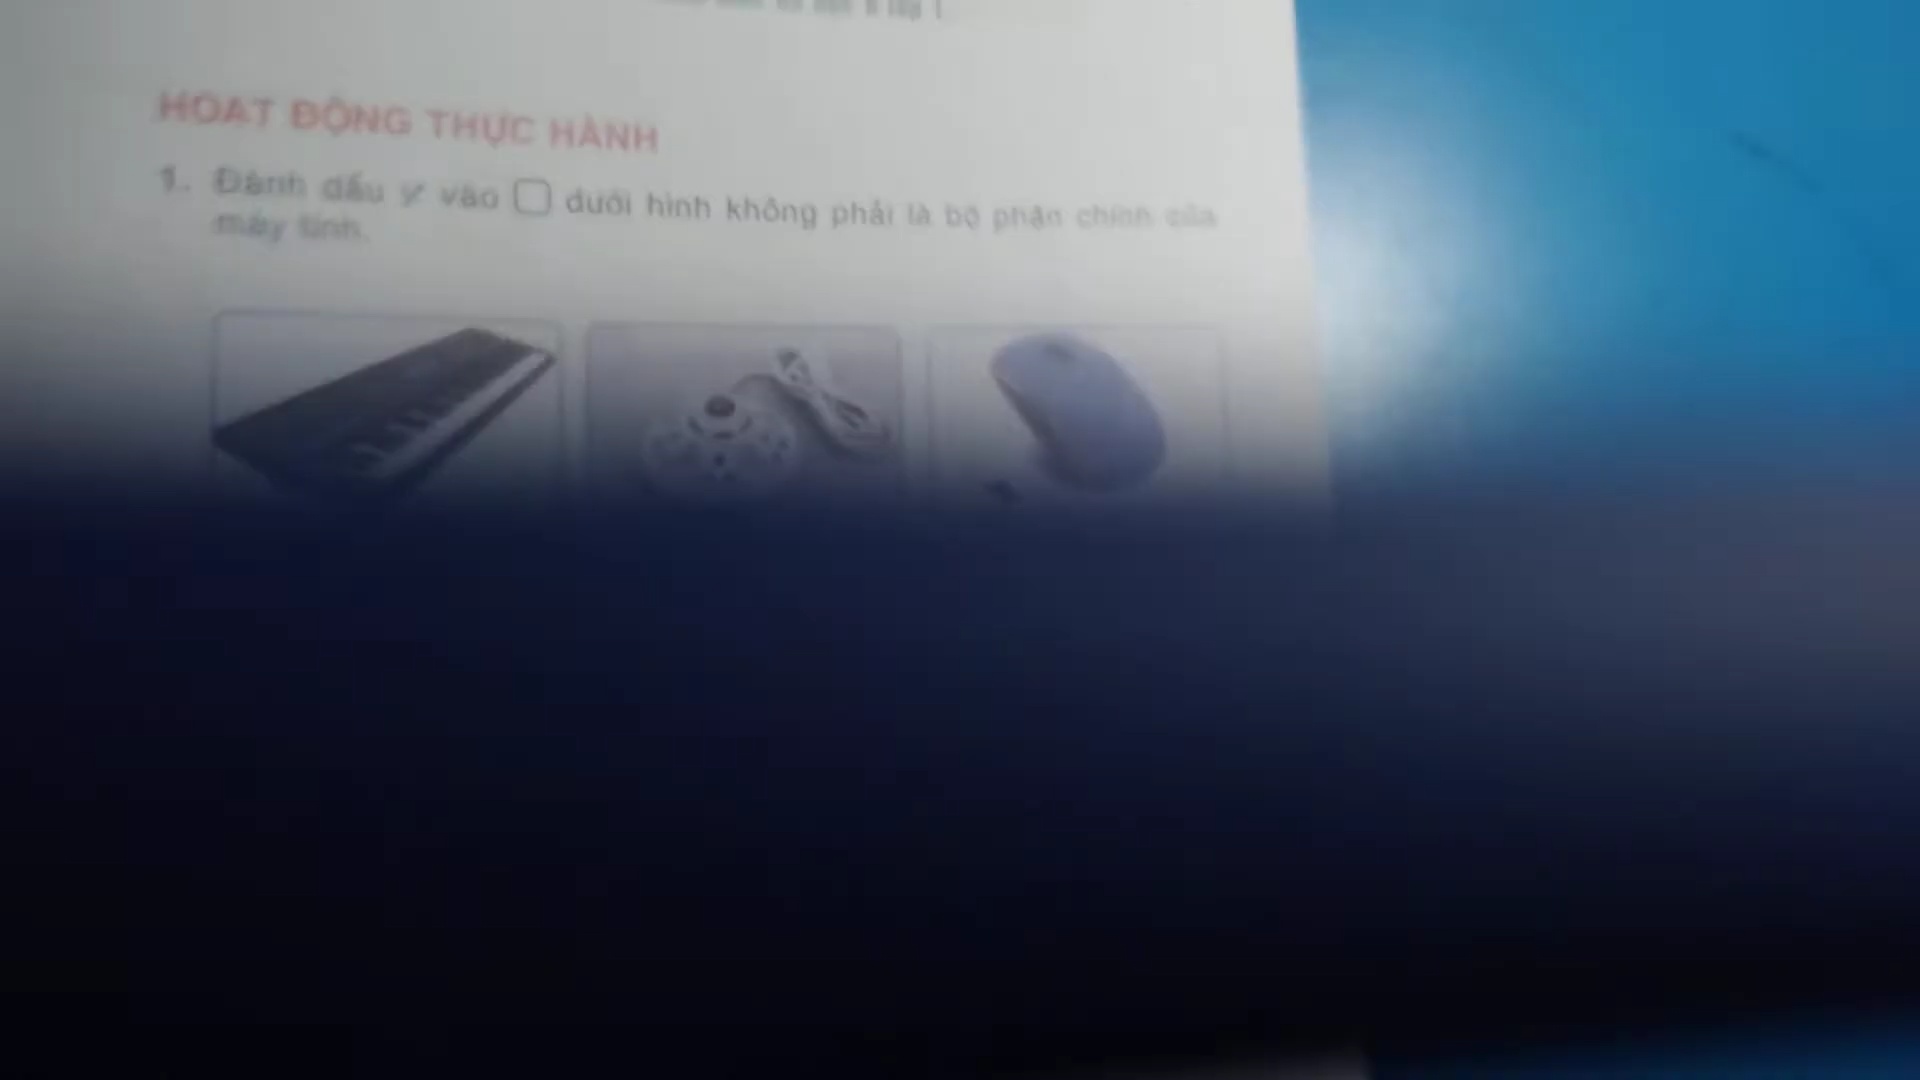 HOẠT ĐỘNG THỰC HÀNH
1. Đánh dấu vào dưới hình không phải là bộ phận chính của
máy tính.